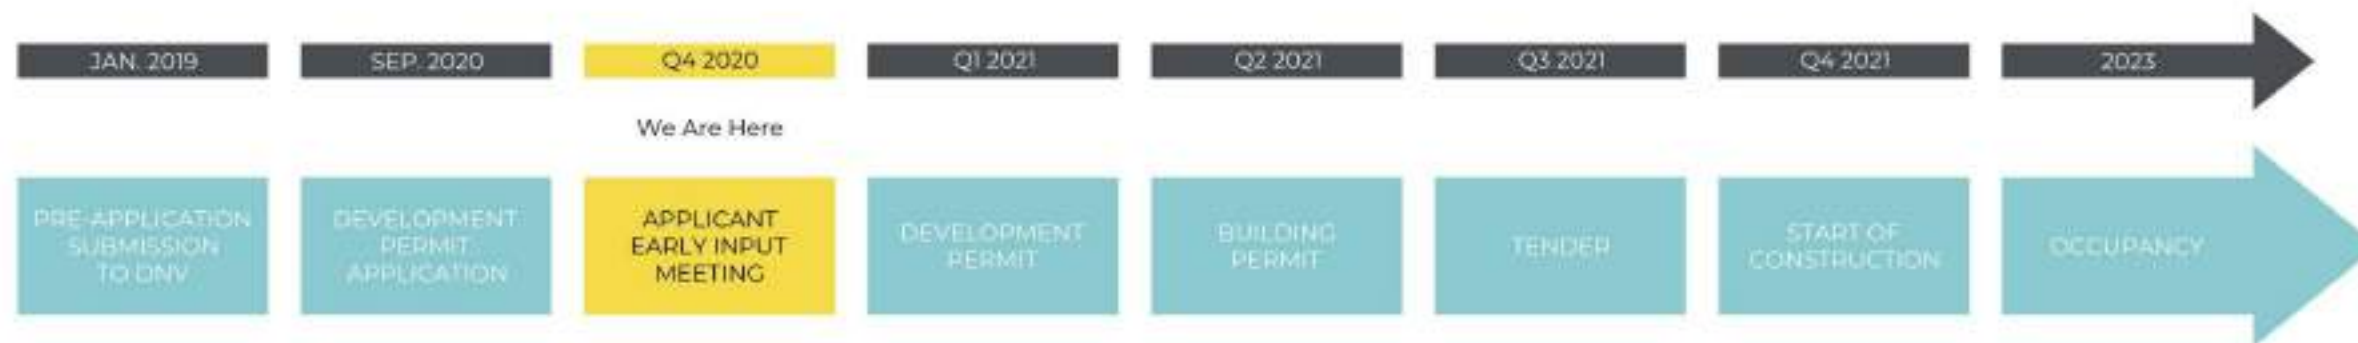 JAN. 2019
SEP. 2020
Q4 2020
Q1 2021
Q2 2021
Q3 2021
Q4 2021
2023
We Are Here
PRE-APPLICATION
SUBMISSION
TO DNV
DEVELOPMENT
PERMIT
APPLICATION
APPLICANT
EARLY INPUT
MEETING
DEVELOPMENT
PERMIT
BUILDING
PERMIT
TENDER
START OF
CONSTRUCTION
OCCUPANCY